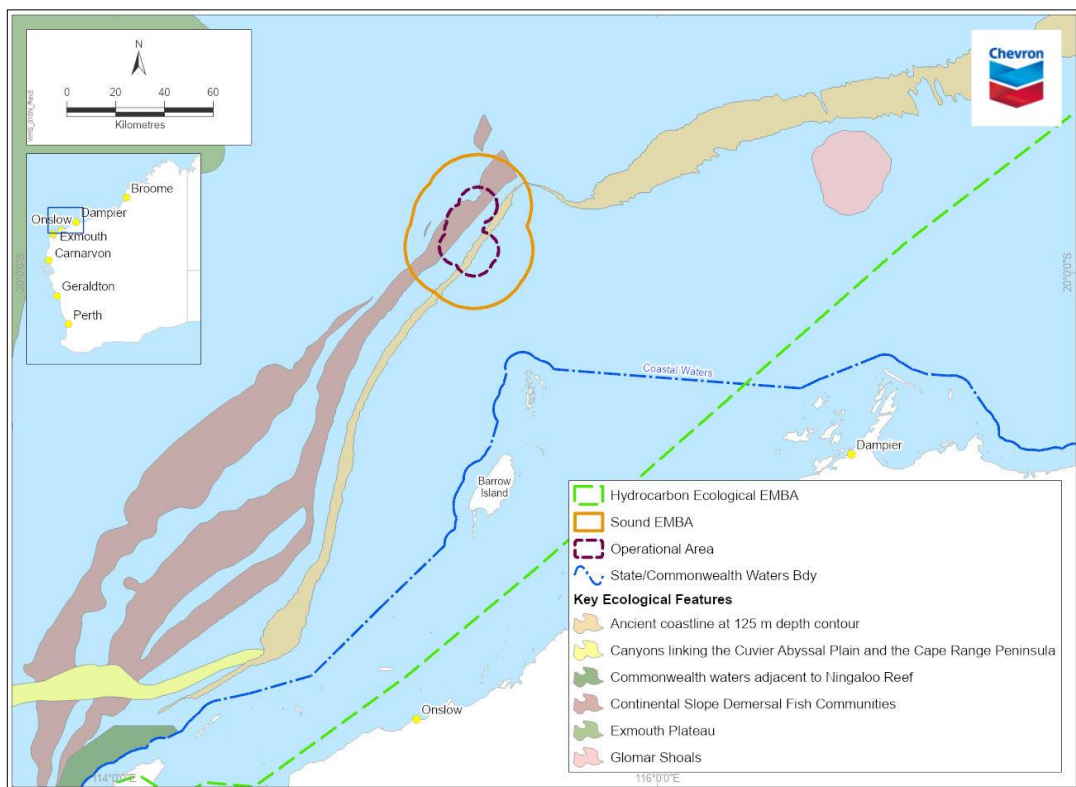 N
0 20 40 60
Kilometres
Chevron
Broome
Onslow
Dampier
Exmouth
Carnarvon
Geraldton
Perth
20°0'0"S
20°0'0"S
Coastal Waters
Dampier
Barrow
Island
Onslow
114°0'0"E
116°0'0"E
Hydrocarbon Ecological EMBA
Sound EMBA
Operational Area
State/Commonwealth Waters Bdy
Key Ecological Features
Ancient coastline at 125 m depth contour
Canyons linking the Cuvier Abyssal Plain and the Cape Range Peninsula
Commonwealth waters adjacent to Ningaloo Reef
Continental Slope Demersal Fish Communities
Exmouth Plateau
Glomar Shoals